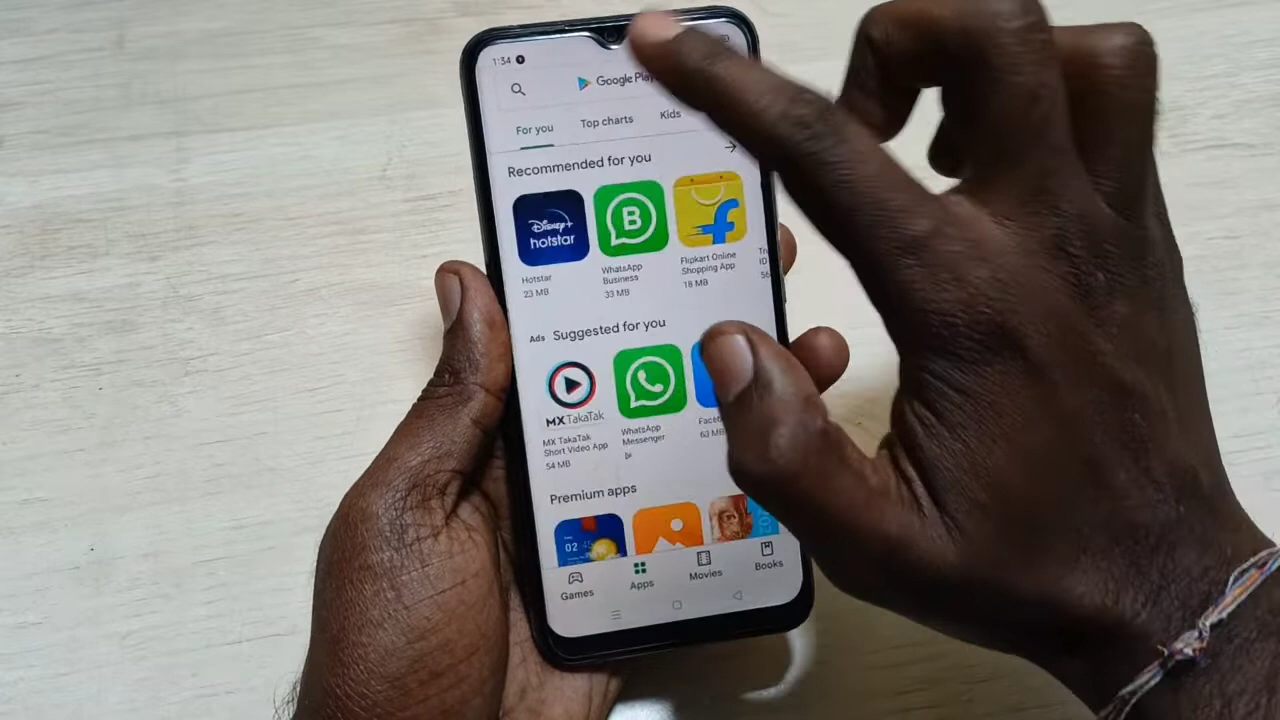 1:34
Google Play
For you
Top charts
Kids
Recommended for you
Disney+
hotstar
B
f
Hotstar
23 MB
WhatsApp
Business
33 MB
Flipkart Online
Shopping App
18 MB
Ads
Suggested for you
MX TakaTak
MX TakaTak
Short Video App
54 MB
WhatsApp
Messenger
63 MB
Premium apps
02
Games
Apps
Movies
Books